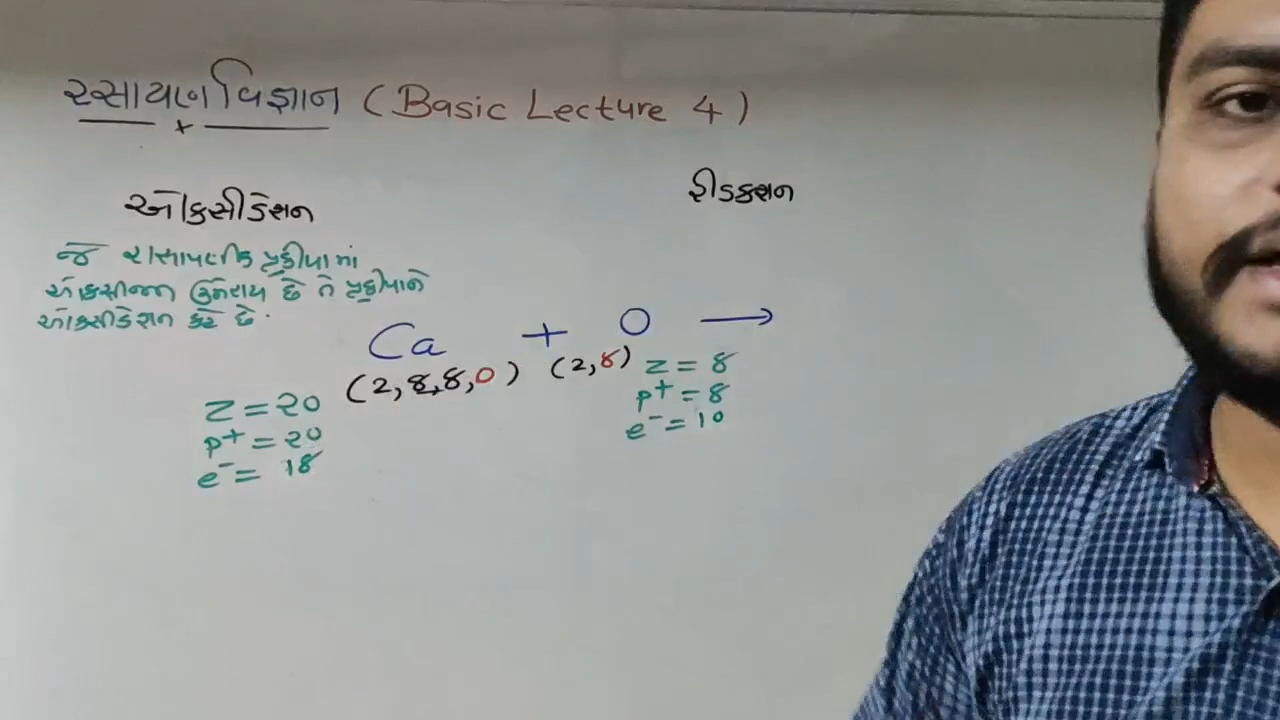 રસાયણ વિજ્ઞાન (Basic Lecture 4)
ઓક્સીડેશન
રીડક્શન
જે રાસાયણીક પ્રક્રીયા માં
ઓક્સીજન ઉમેરાય છે તે પ્રક્રીયાને
ઓક્સીડેશન કહે છે.
Ca + O →
(2,8,8,0) (2,8)
z = 8
p+ = 8
e- = 10
Z = 20
p+ = 20
e- = 18